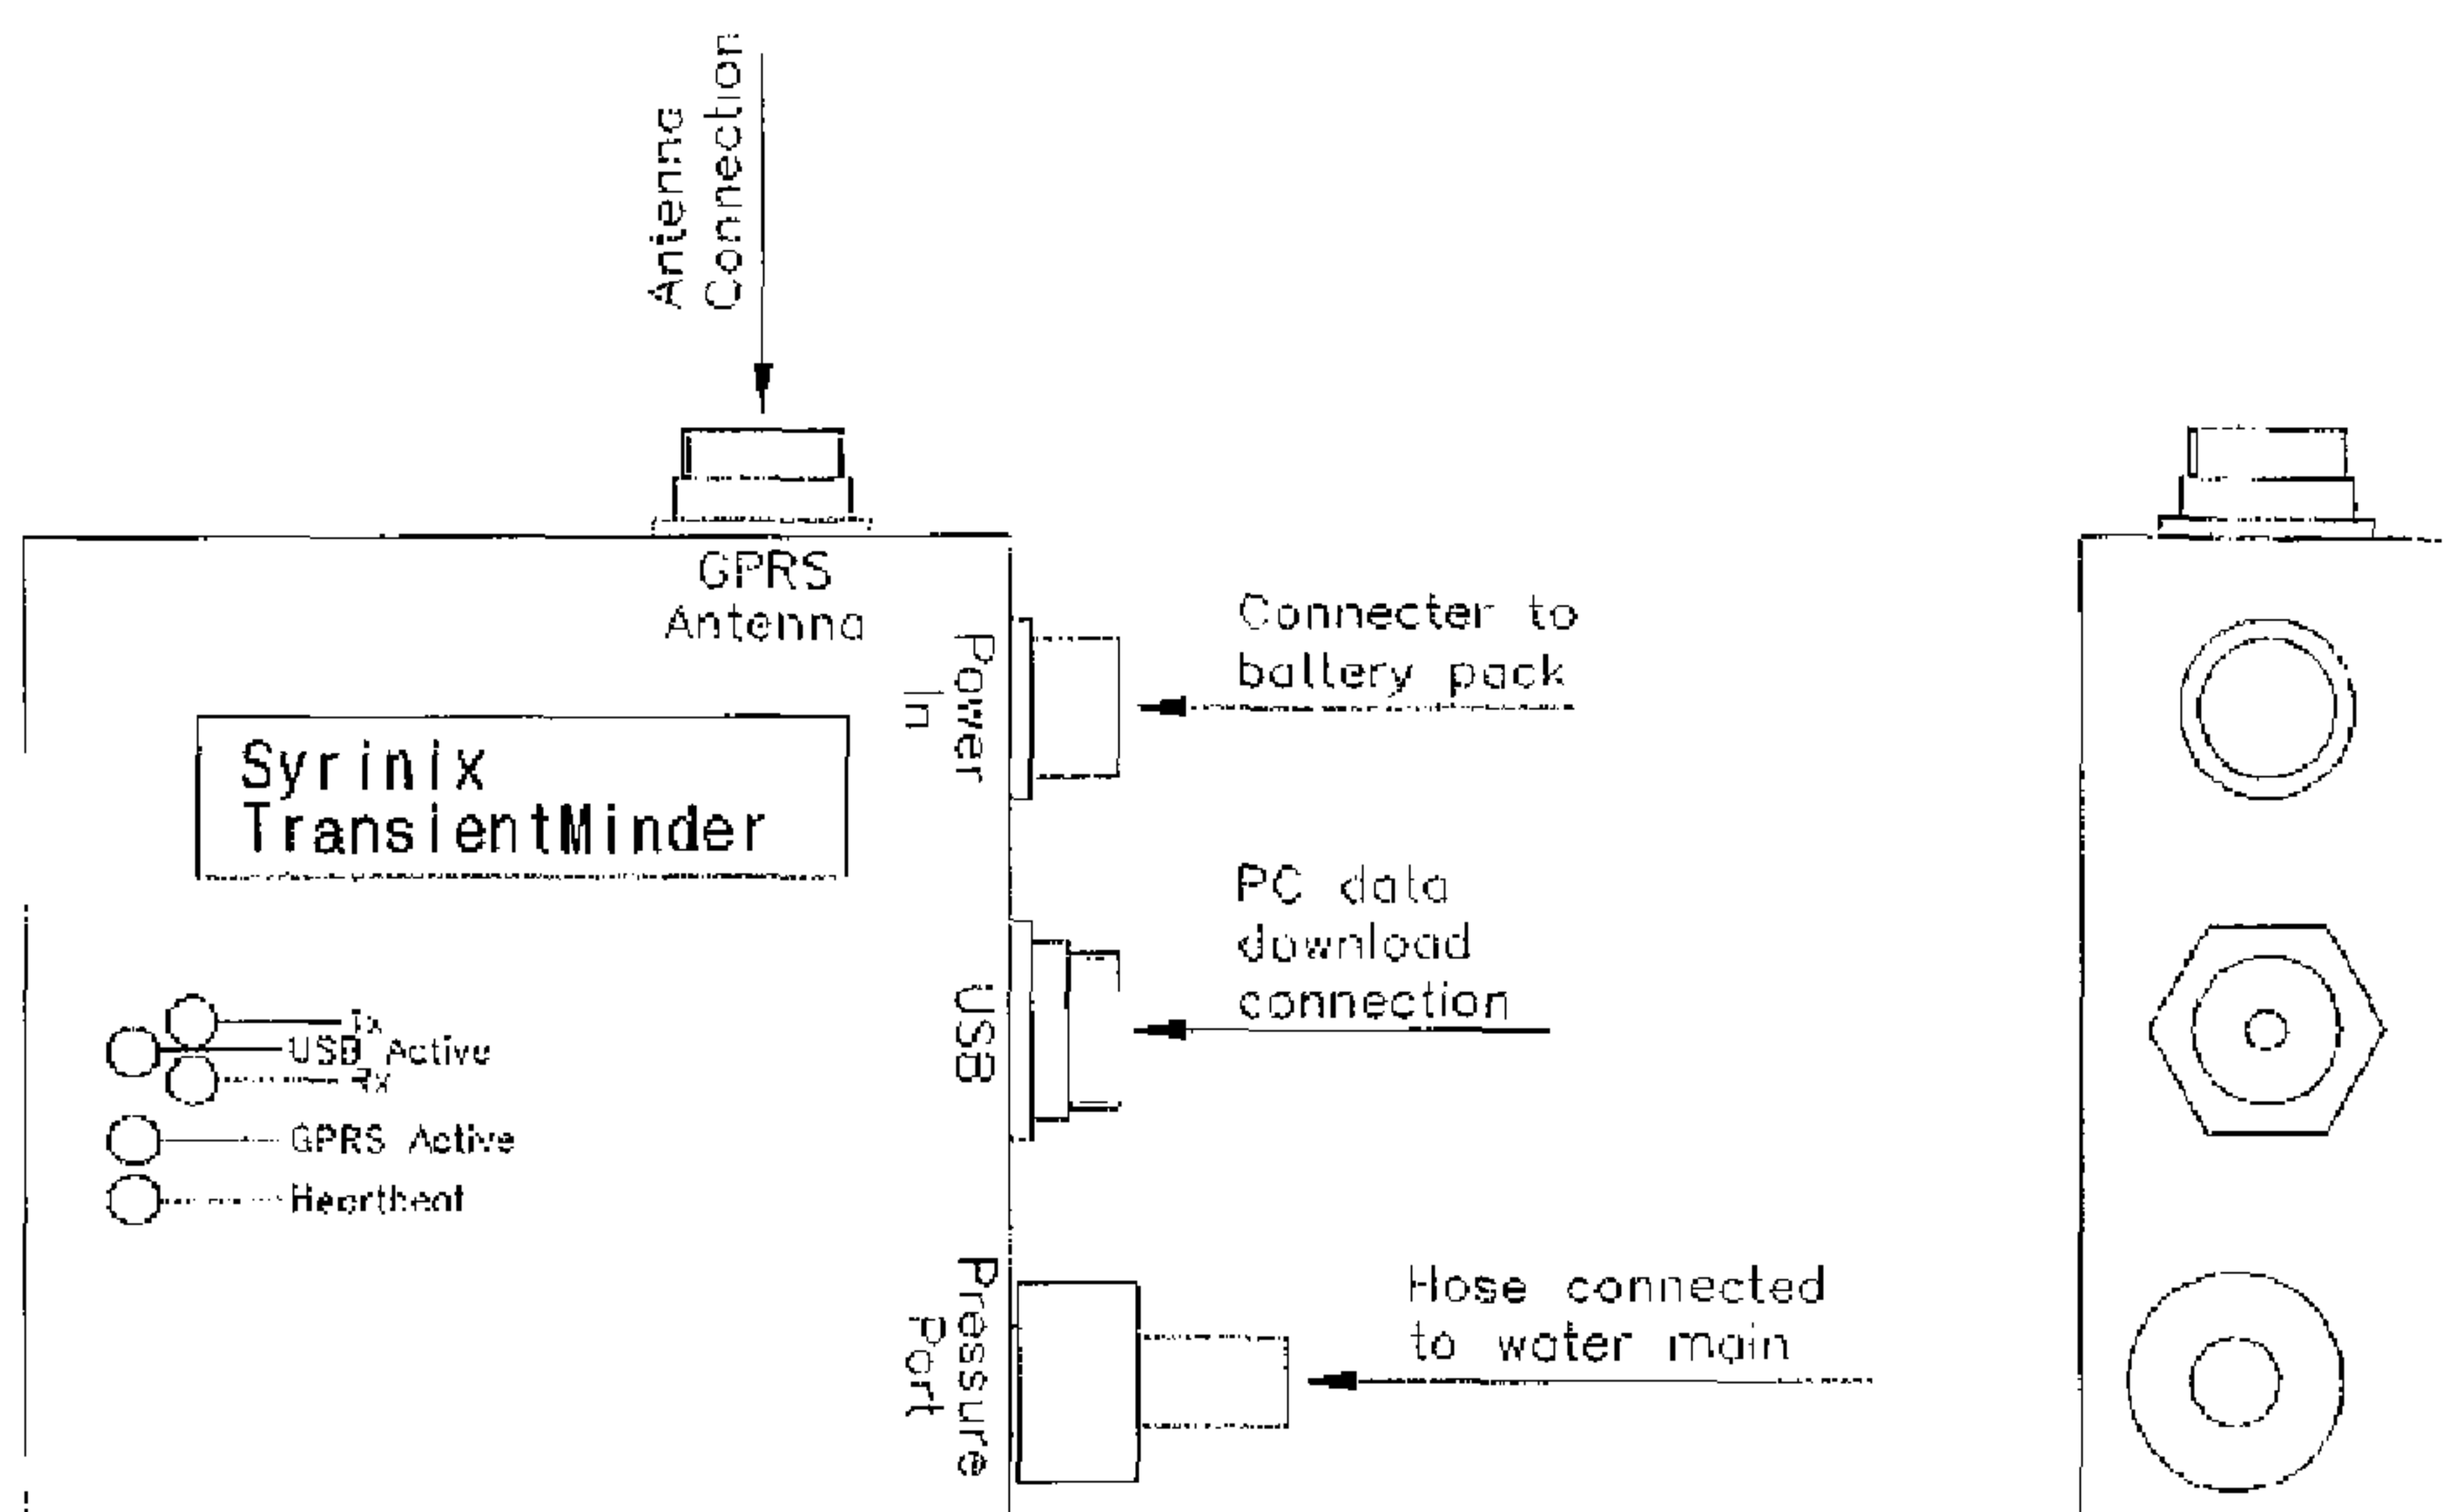 Antenna
Connection
GPRS
Antenna
Power
In
Connecter to
battery pack
Syrinix
TransientMinder
PC data
download
connection
USB
Tx
USB Active
Rx
GPRS Active
Heartbeat
Pressure
Port
Hose connected
to water main